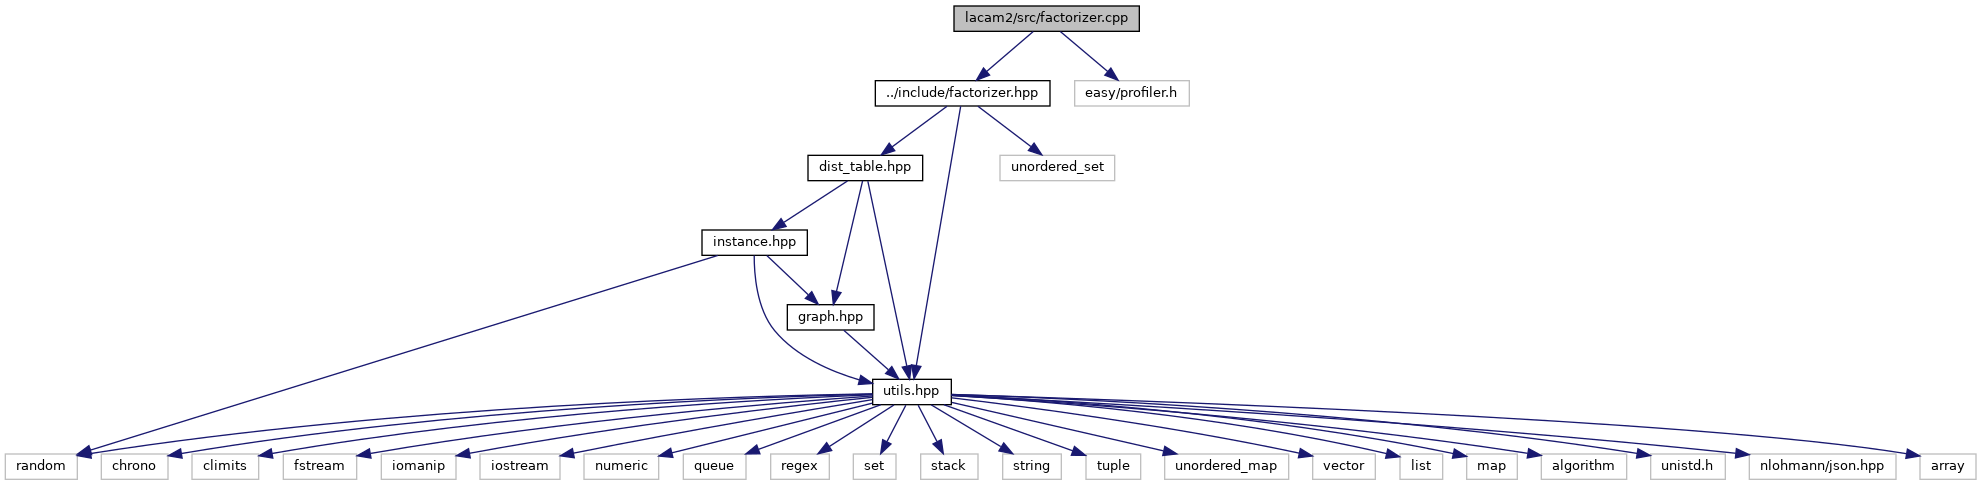 lacam2/src/factorizer.cpp
../include/factorizer.hpp
easy/profiler.h
dist_table.hpp
unordered_set
instance.hpp
graph.hpp
utils.hpp
random
chrono
climits
fstream
iomanip
iostream
numeric
queue
regex
set
stack
string
tuple
unordered_map
vector
list
map
algorithm
unistd.h
nlohmann/json.hpp
array